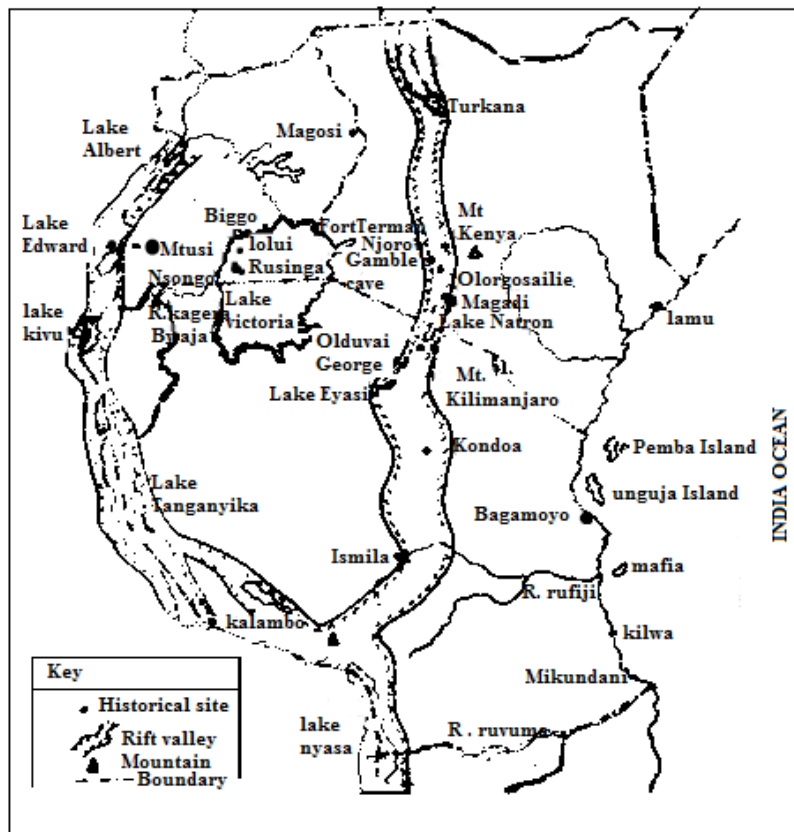 Turkana
Lake
Albert
Magosi
Mt
Kenya
Biggo
FortTerman
Lake
Edward
Mtusi
Iolui
Njoro
Rusinga
Gamble
cave
Nsongo
Olorgosailie
Magadi
R.kagera
Lake
Victoria
Lake Natron
lamu
lake
kivu
Byaja
Olduvai
George
Mt.
Kilimanjaro
Lake Eyasi
Kondoa
Pemba Island
unguja Island
INDIA OCEAN
Lake
Tanganyika
Bagamoyo
Ismila
mafia
R. rufiji
kalambo
kilwa
Mikundani
Key
Historical site
Rift valley
Mountain
Boundary
lake
nyasa
R . ruvuma